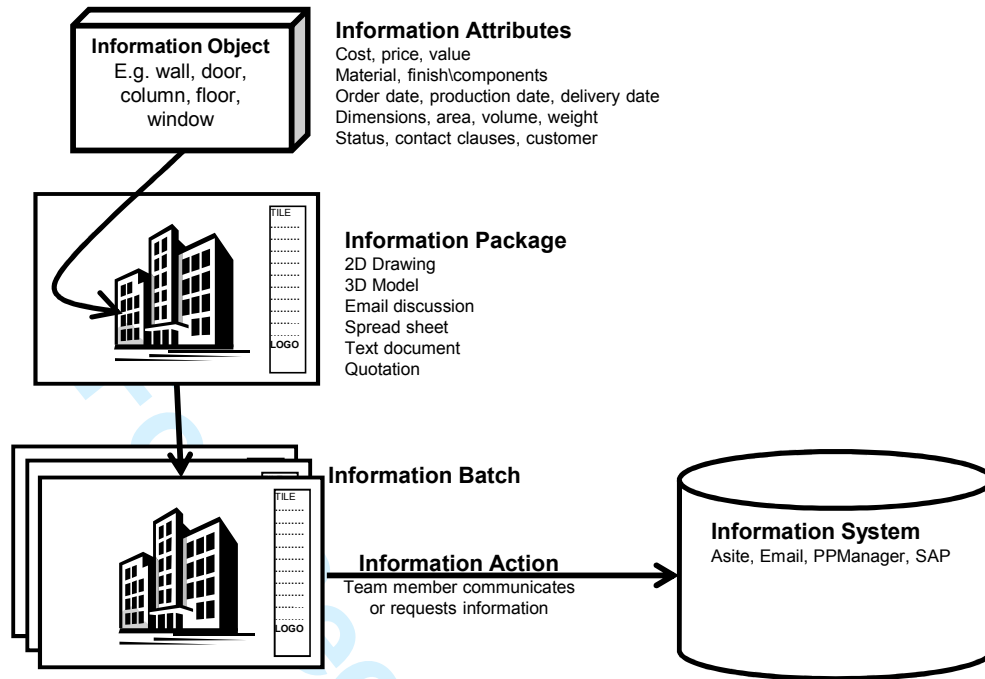 Information Object
E.g. wall, door,
column, floor,
window
Information Attributes
Cost, price, value
Material, finish\components
Order date, production date, delivery date
Dimensions, area, volume, weight
Status, contact clauses, customer
TILE
LOGO
Information Package
2D Drawing
3D Model
Email discussion
Spread sheet
Text document
Quotation
Information Batch
TILE
LOGO
Information Action
Team member communicates
or requests information
Information System
Asite, Email, PPManager, SAP